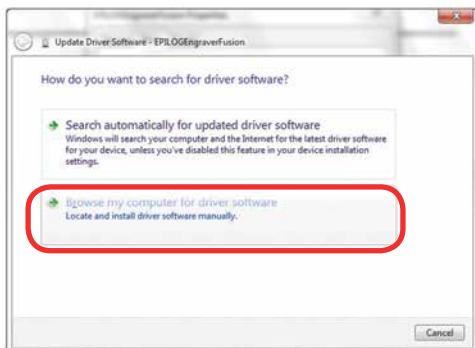 EPILOGEngraverFusion Properties
Update Driver Software - EPILOGEngraverFusion
How do you want to search for driver software?
Search automatically for updated driver software
Windows will search your computer and the Internet for the latest driver software
for your device, unless you've disabled this feature in your device installation
settings.
Browse my computer for driver software
Locate and install driver software manually.
Cancel